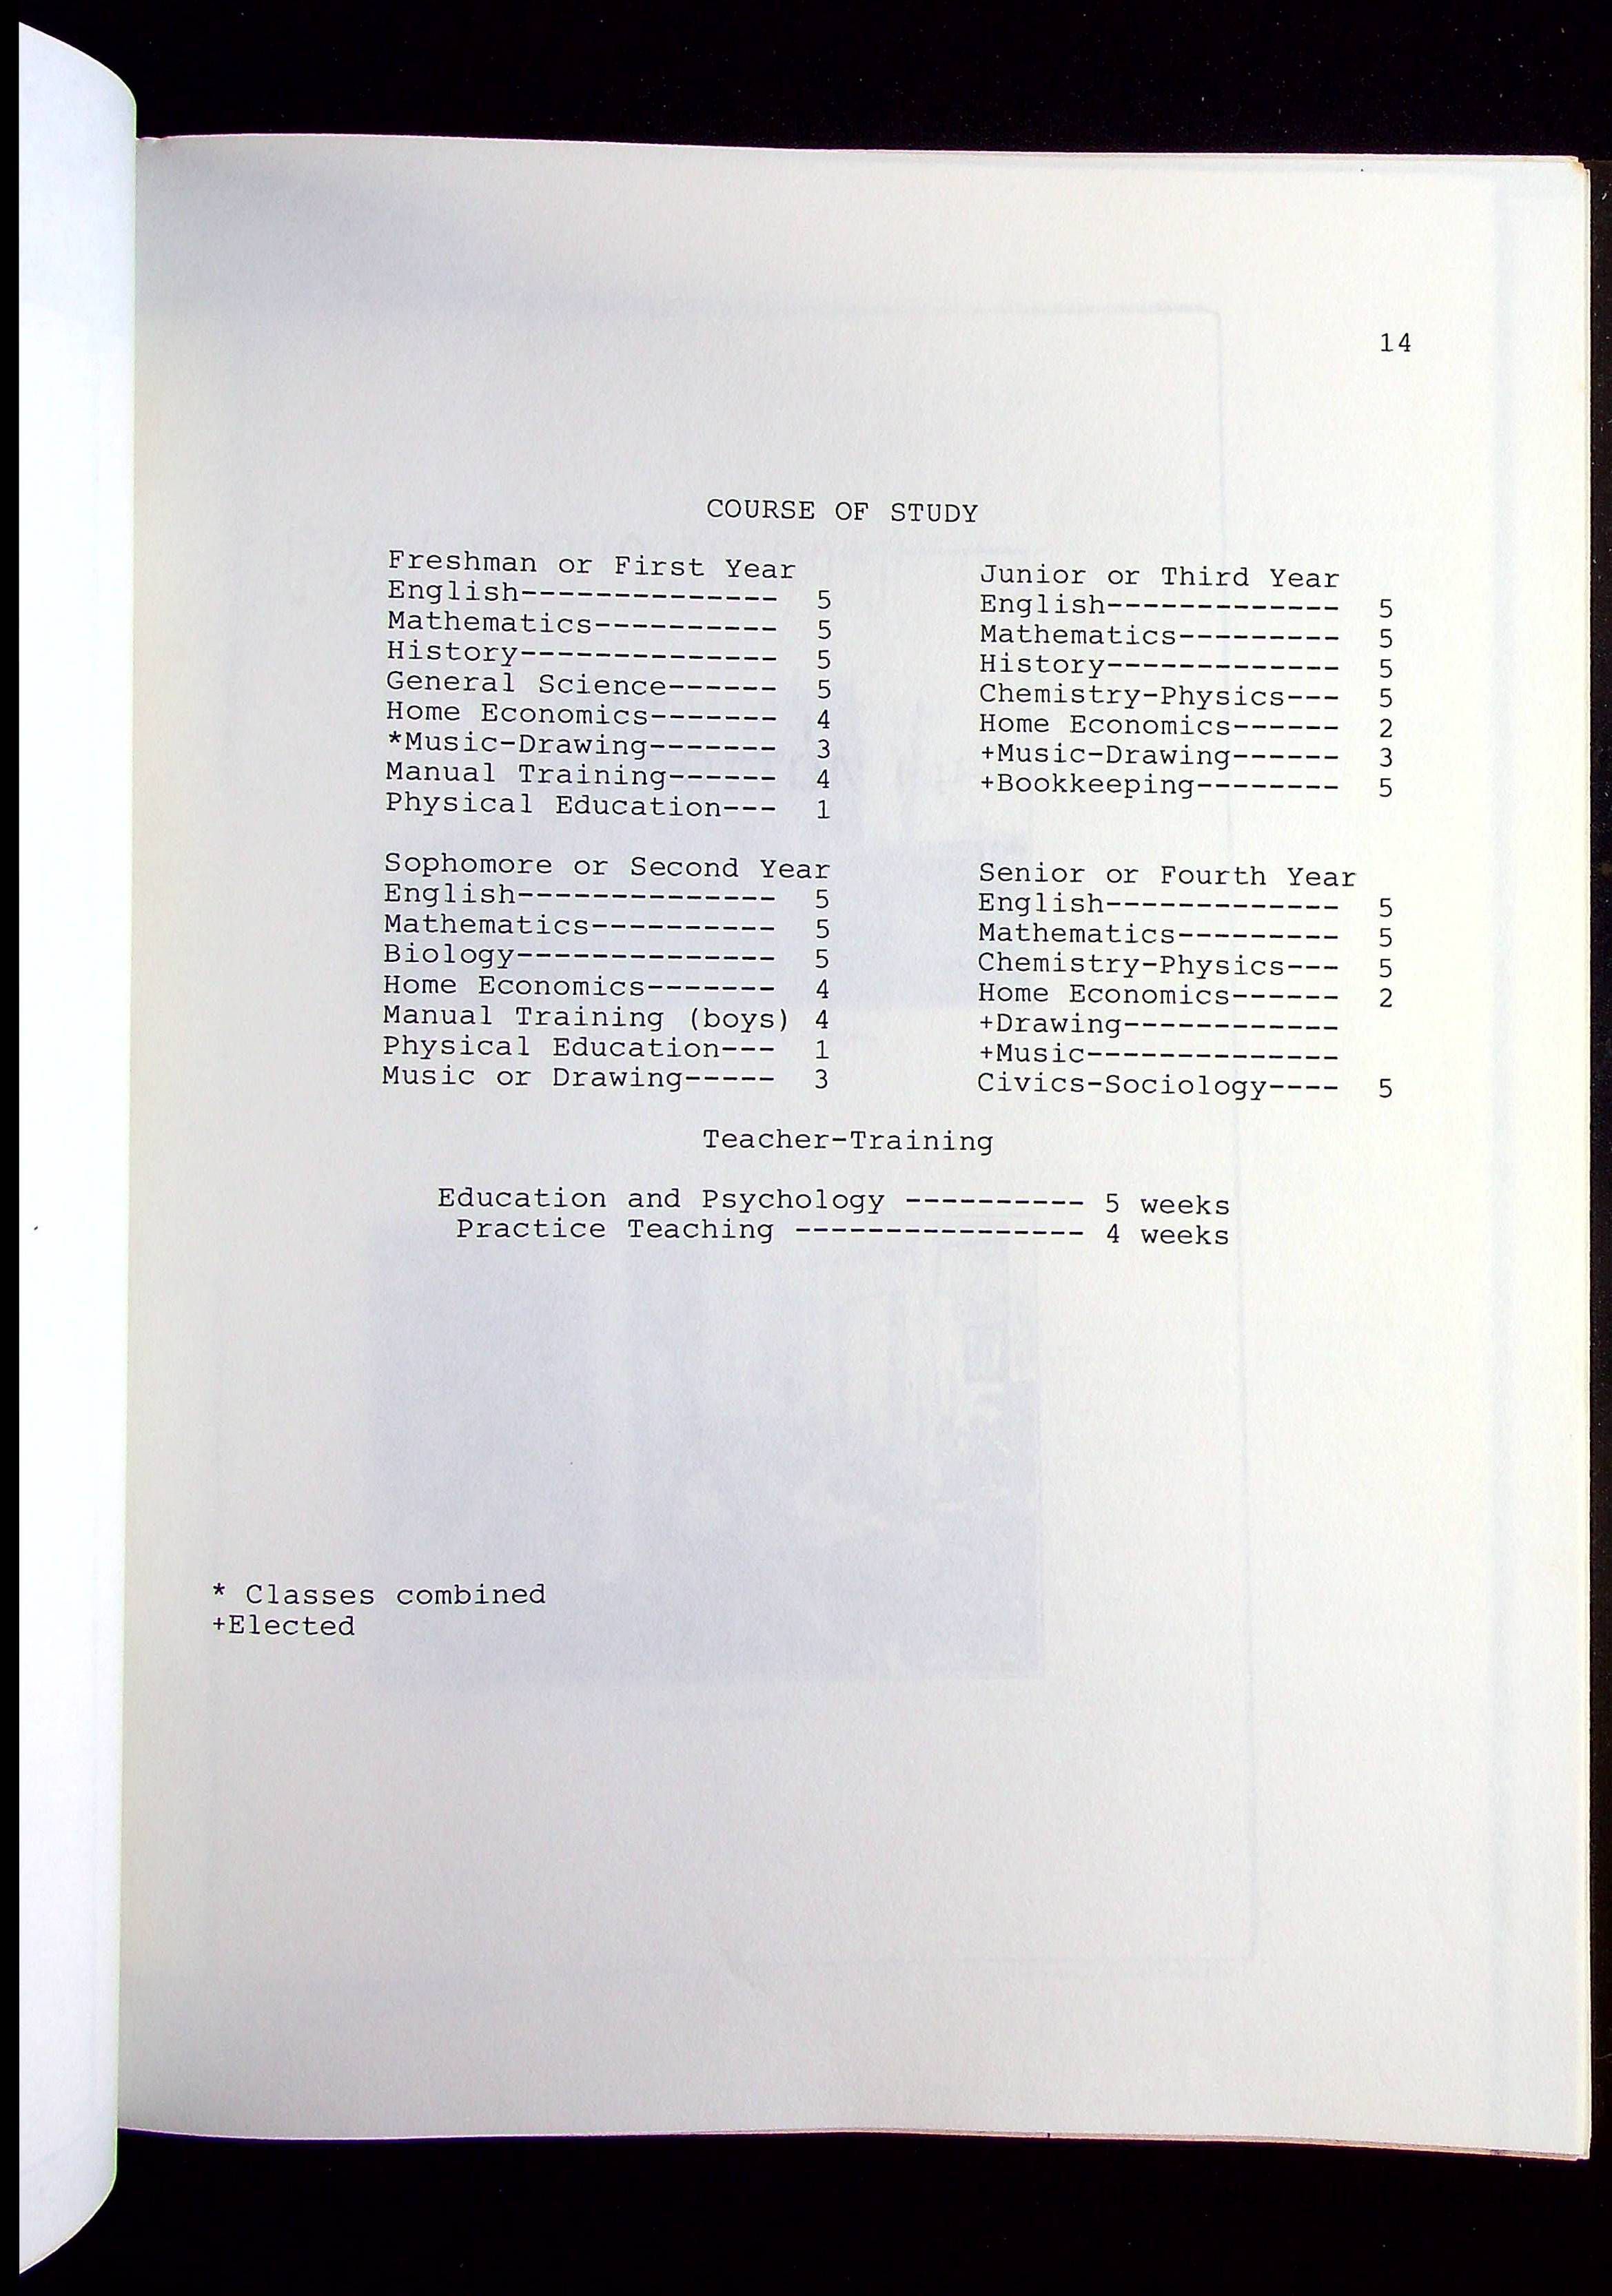 14
COURSE OF STUDY
Freshman or First Year
English-------------- 5
Mathematics---------- 5
History-------------- 5
General Science------ 5
Home Economics------- 4
*Music-Drawing------- 3
Manual Training------ 4
Physical Education--- 1
Junior or Third Year
English------------- 5
Mathematics--------- 5
History------------- 5
Chemistry-Physics--- 5
Home Economics------ 2
+Music-Drawing------ 3
+Bookkeeping-------- 5
Sophomore or Second Year
English-------------- 5
Mathematics---------- 5
Biology-------------- 5
Home Economics------- 4
Manual Training (boys) 4
Physical Education--- 1
Music or Drawing----- 3
Senior or Fourth Year
English------------- 5
Mathematics--------- 5
Chemistry-Physics--- 5
Home Economics------ 2
+Drawing------------
+Music--------------
Civics-Sociology---- 5
Teacher-Training
Education and Psychology ---------- 5 weeks
Practice Teaching ---------------- 4 weeks
* Classes combined
+Elected